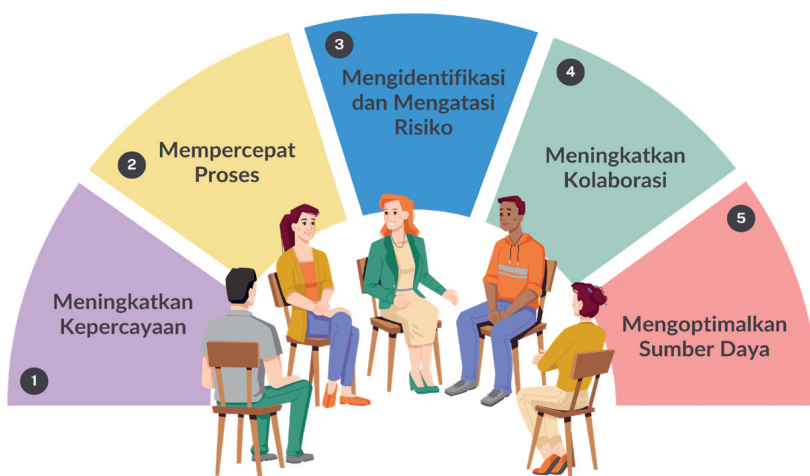 1
Meningkatkan
Kepercayaan
2
Mempercepat
Proses
3
Mengidentifikasi
dan Mengatasi
Risiko
4
Meningkatkan
Kolaborasi
5
Mengoptimalkan
Sumber Daya